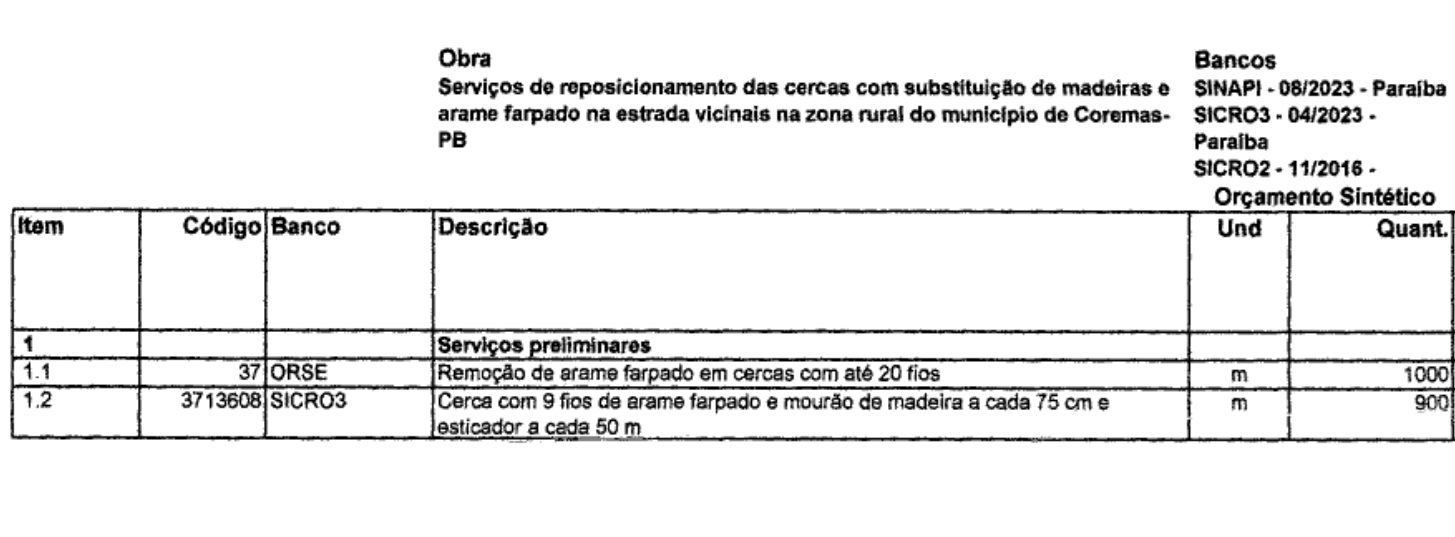 Obra
Serviços de reposicionamento das cercas com substituição de madeiras e
arame farpado na estrada vicinais na zona rural do município de Coremas-
PB
Bancos
SINAPI - 08/2023 - Paraíba
SICRO3 - 04/2023 -
Paraíba
SICRO2 - 11/2016 -
Orçamento Sintético
Item Código Banco Descrição Und Quant.
1 Serviços preliminares
1.1 37 ORSE Remoção de arame farpado em cercas com até 20 fios m 1000
1.2 3713608 SICRO3 Cerca com 9 fios de arame farpado e mourão de madeira a cada 75 cm e m 900
esticador a cada 50 m